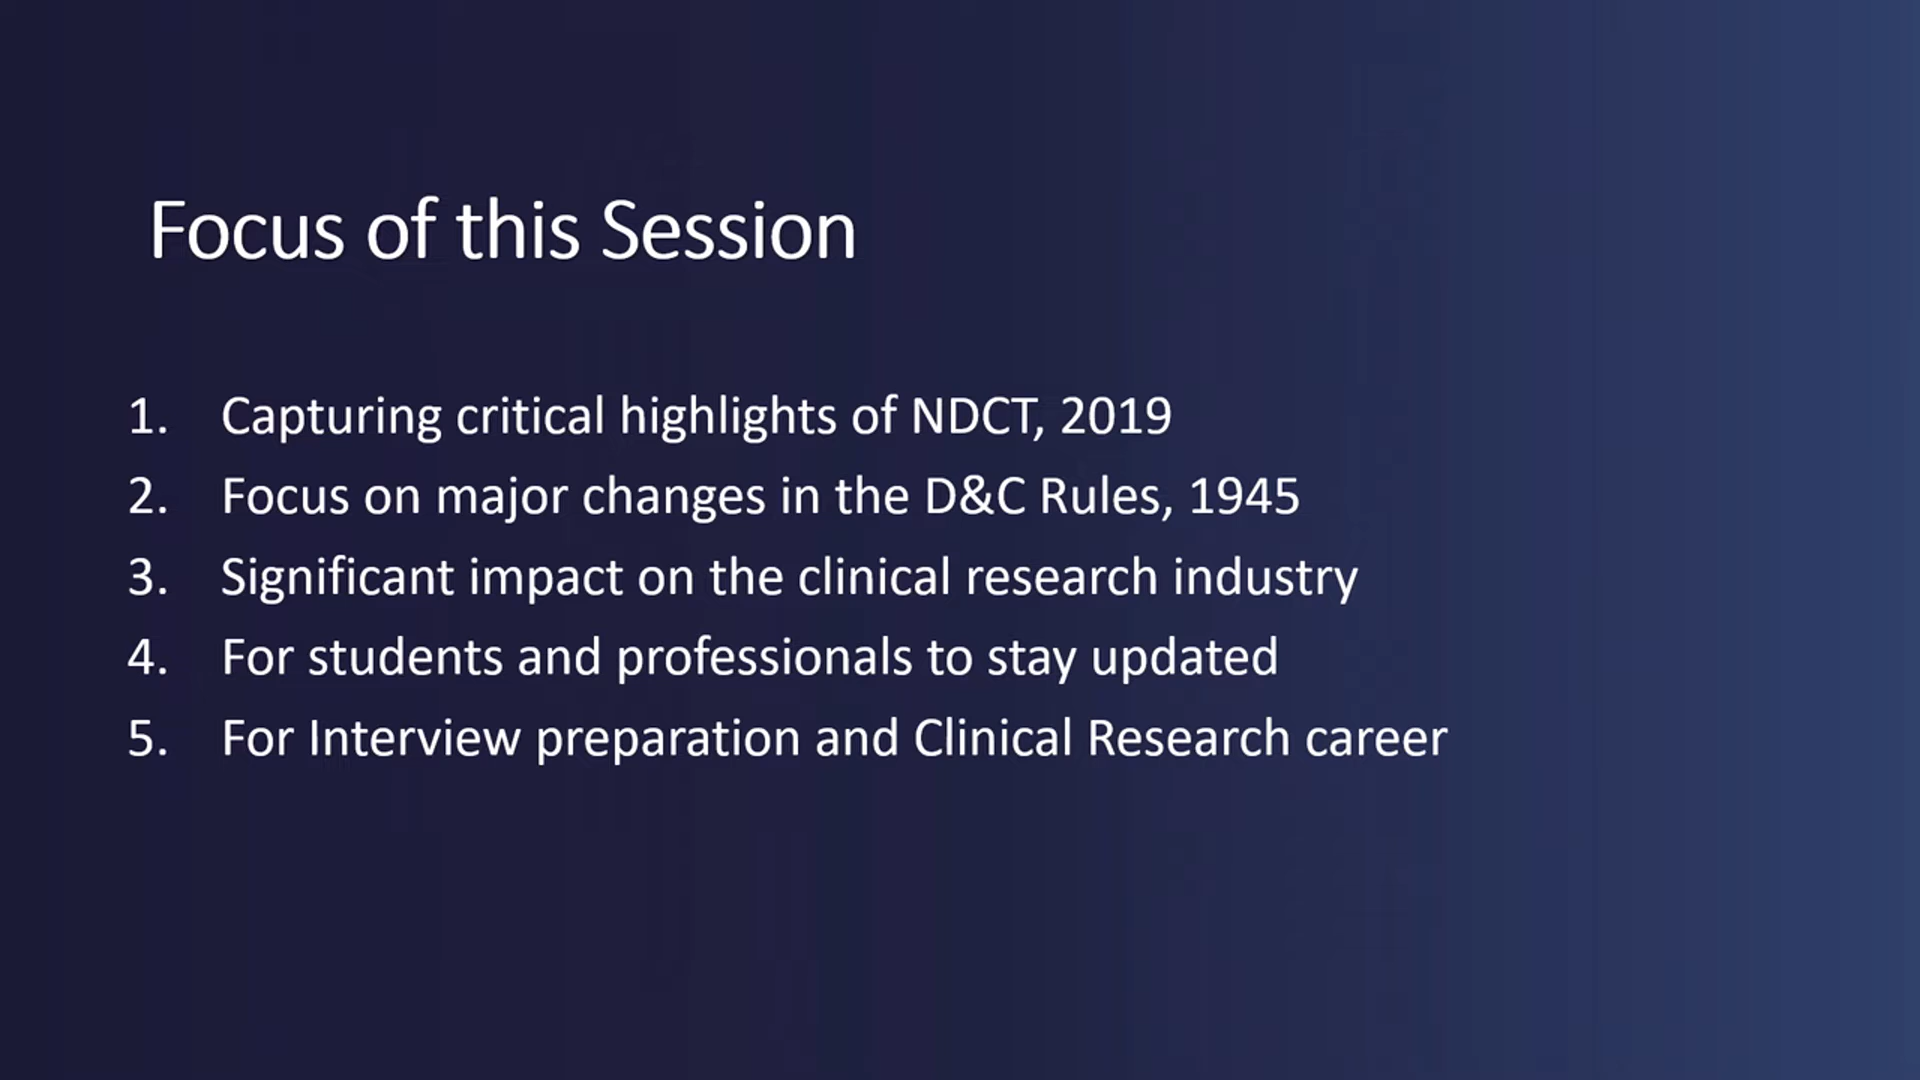 Focus of this Session
1. Capturing critical highlights of NDCT, 2019
2. Focus on major changes in the D&C Rules, 1945
3. Significant impact on the clinical research industry
4. For students and professionals to stay updated
5. For Interview preparation and Clinical Research career